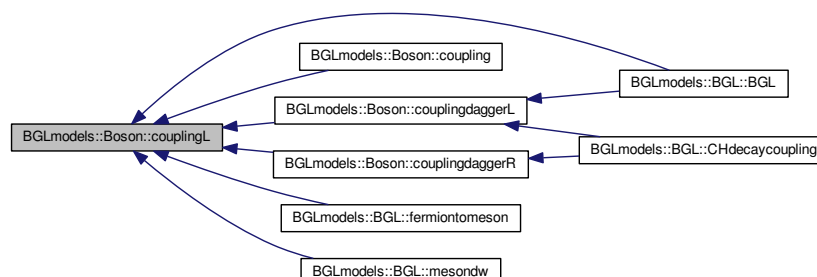 BGLmodels::Boson::coupling
BGLmodels::BGL::BGL
BGLmodels::Boson::couplingdaggerL
BGLmodels::Boson::couplingL
BGLmodels::BGL::CHdecaycoupling
BGLmodels::Boson::couplingdaggerR
BGLmodels::BGL::fermiontomeson
BGLmodels::BGL::mesondw